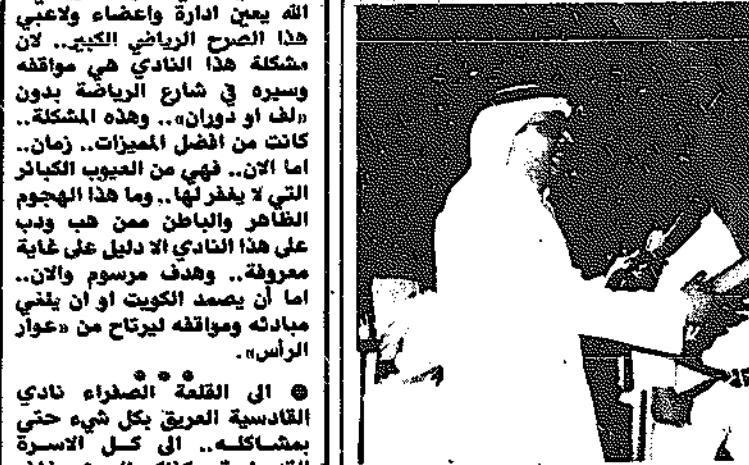 الله يعين ادارة واعضاء ولاعبي
هذا الصرح الرياضي الكبير.. لان
مشكلة هذا النادي هي مواقفه
وسيره في شارع الرياضة بدون
«لف او دوران».. وهذه المشكلة..
كانت من افضل المميزات.. زمان..
اما الان.. فهي من العيوب الكبائر
التي لا يغفر لها.. وما هذا الهجوم
الظاهر والباطن ممن هب ودب
على هذا النادي الا دليل على غاية
معروفة.. وهدف مرسوم والان..
اما أن يصمد الكويت او ان يلغي
مبادئه ومواقفه ليرتاح من «عوار
الرأس».
الى القلعة الصفراء نادي
القادسية العريق بكل شيء حتى
بمشاكله.. الى كل الاسرة